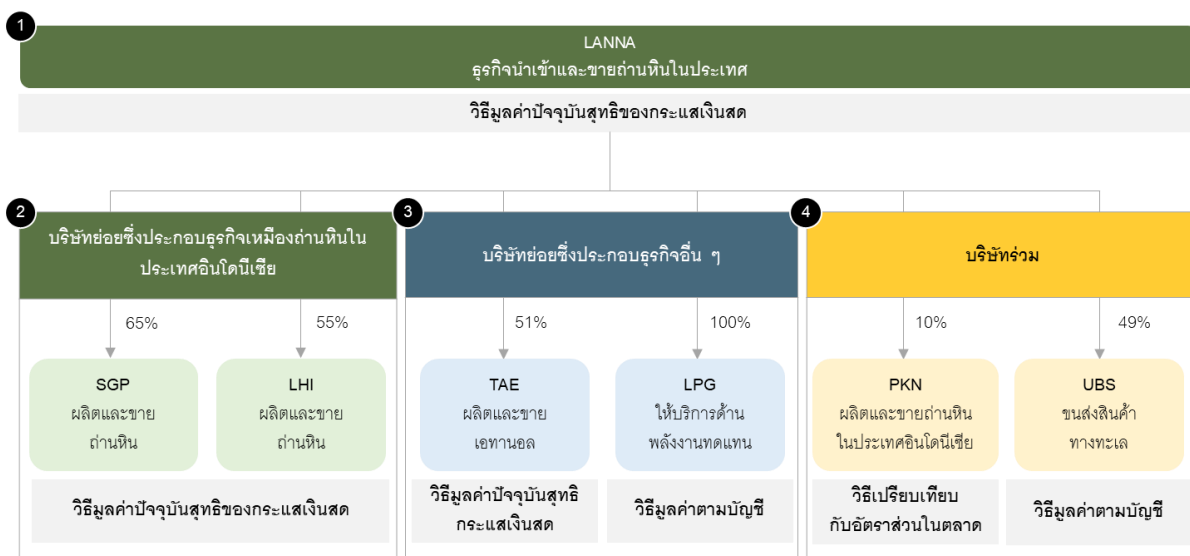 1
LANNA
ธุรกิจนำเข้าและขายถ่านหินในประเทศ
วิธีมูลค่าปัจจุบันสุทธิของกระแสเงินสด
2
บริษัทย่อยซึ่งประกอบธุรกิจเหมืองถ่านหินใน
ประเทศอินโดนีเซีย
65%
55%
SGP
ผลิตและขาย
ถ่านหิน
LHI
ผลิตและขาย
ถ่านหิน
วิธีมูลค่าปัจจุบันสุทธิของกระแสเงินสด
3
บริษัทย่อยซึ่งประกอบธุรกิจอื่น ๆ
51%
100%
TAE
ผลิตและขาย
เอทานอล
LPG
ให้บริการด้าน
พลังงานทดแทน
วิธีมูลค่าปัจจุบันสุทธิ
กระแสเงินสด
วิธีมูลค่าตามบัญชี
4
บริษัทร่วม
10%
49%
PKN
ผลิตและขายถ่านหิน
ในประเทศอินโดนีเซีย
UBS
ขนส่งสินค้า
ทางทะเล
วิธีเปรียบเทียบ
กับอัตราส่วนในตลาด
วิธีมูลค่าตามบัญชี